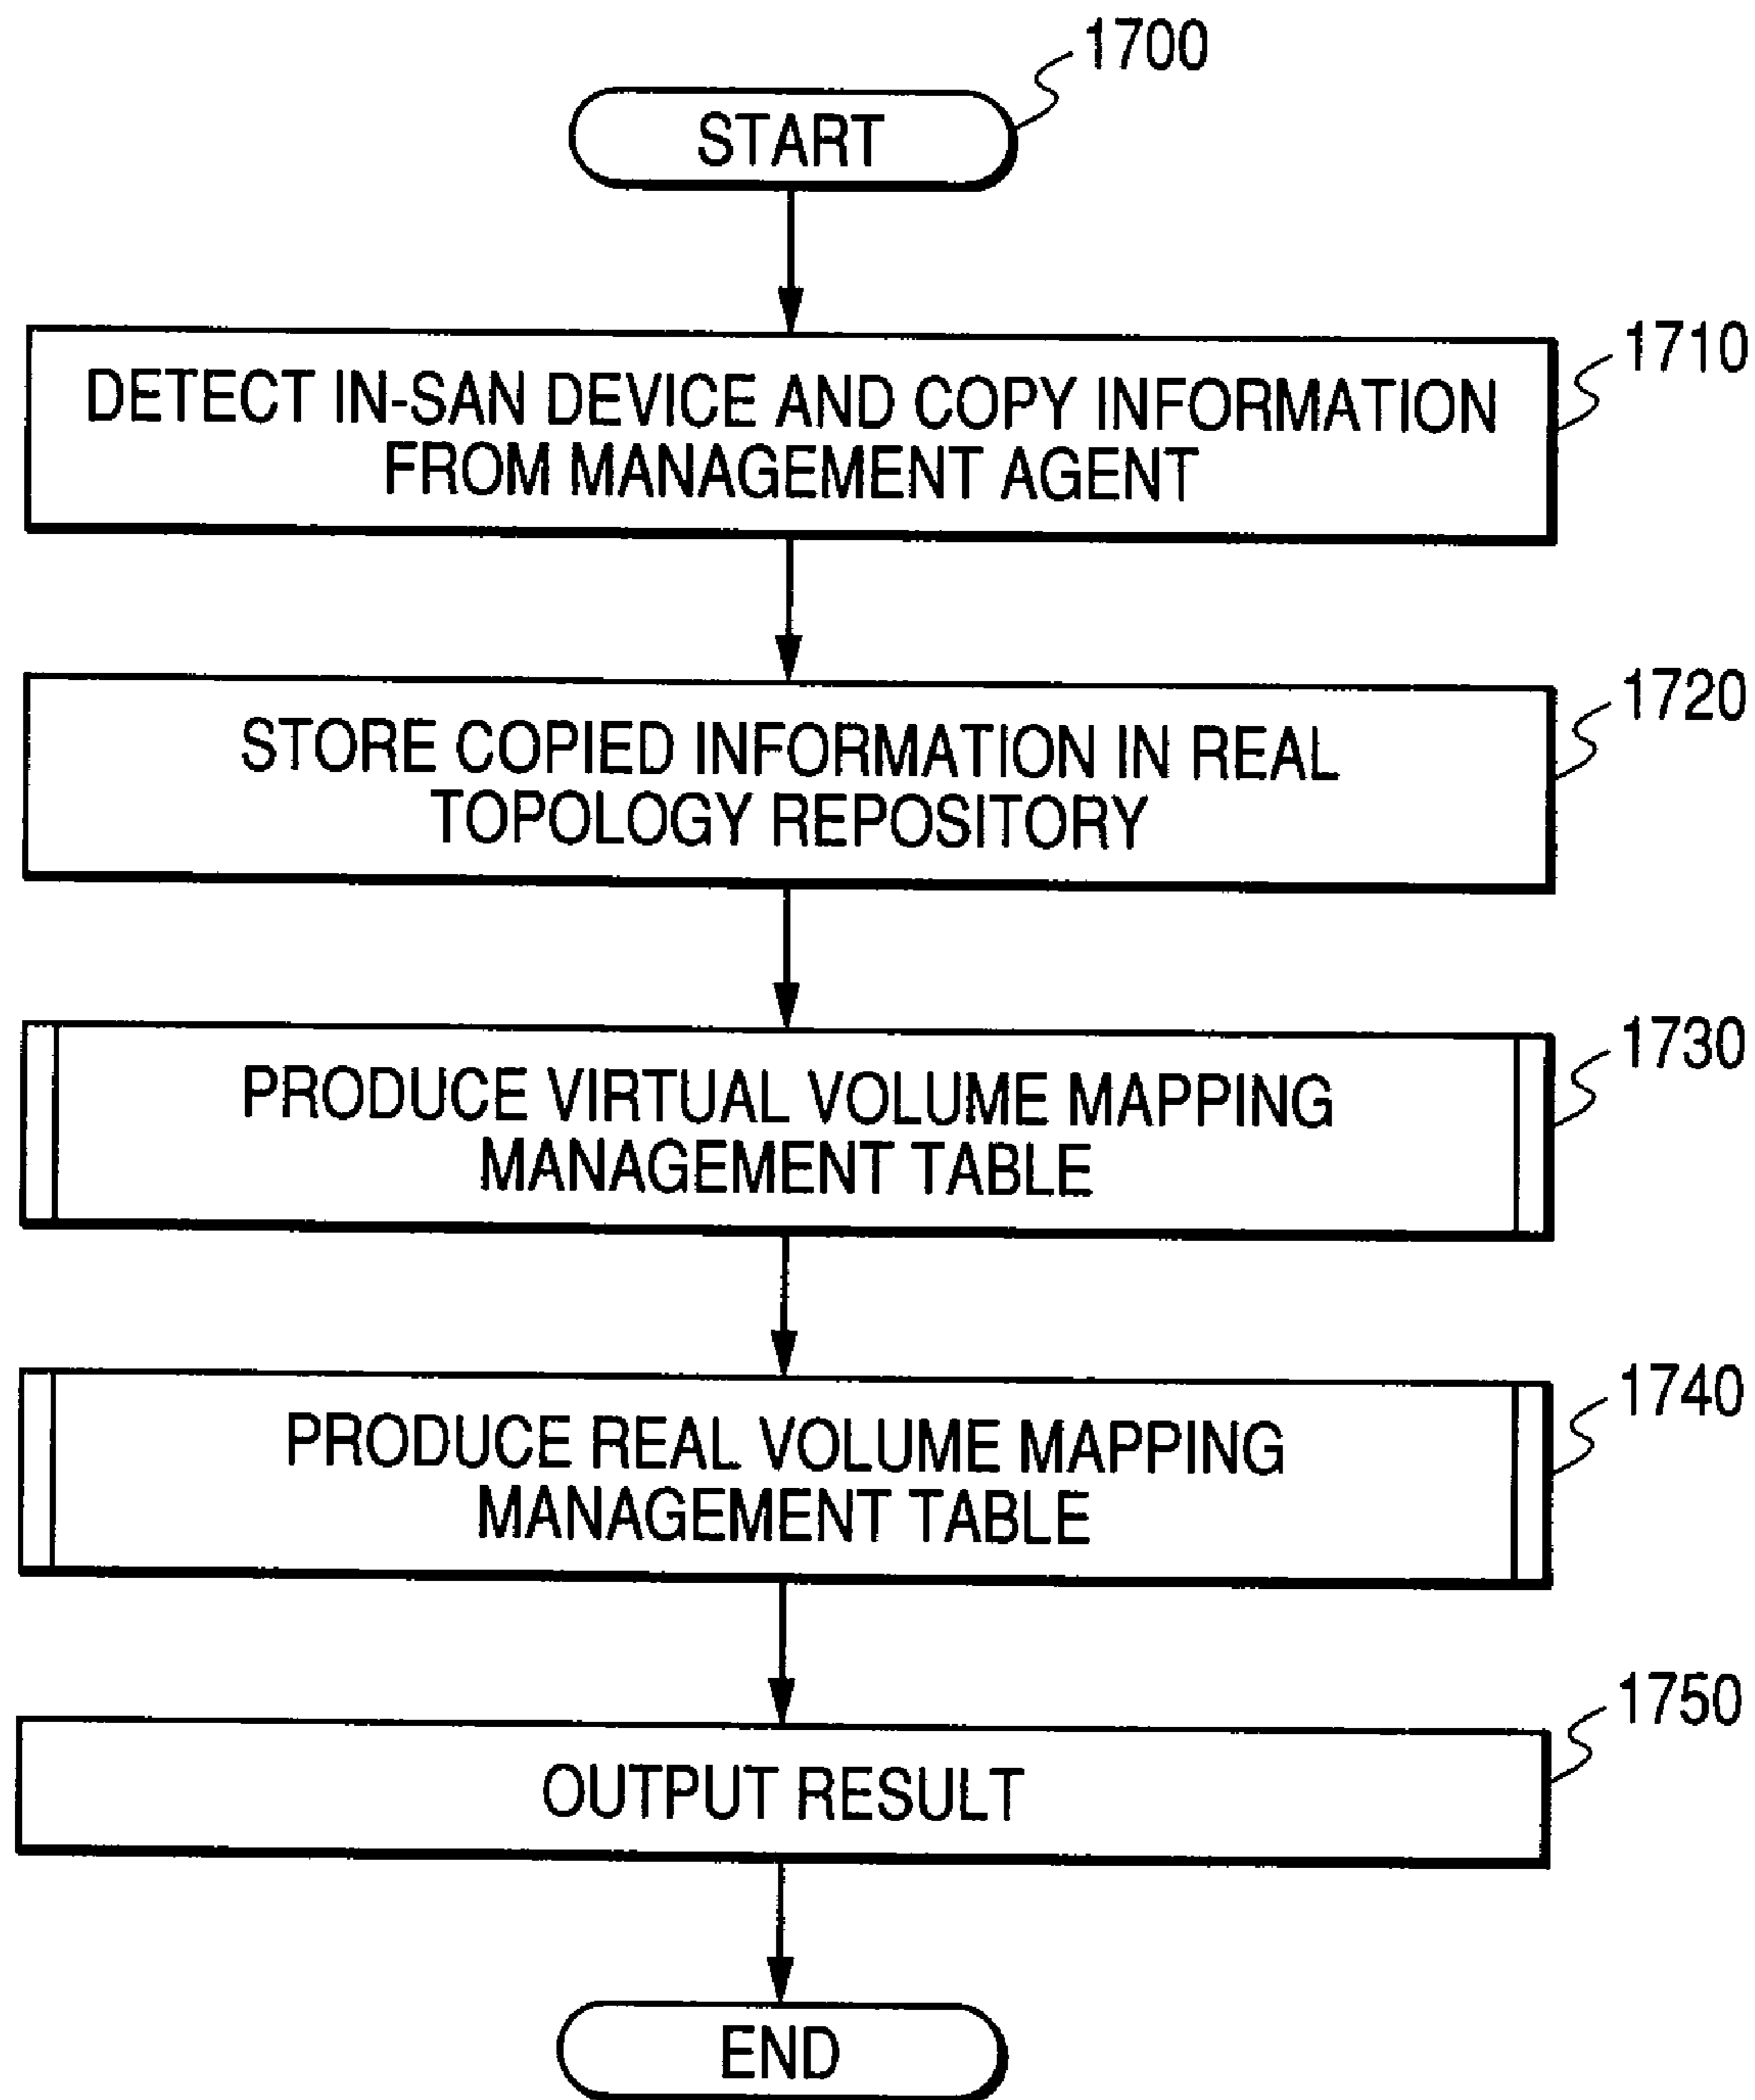 1700
START
1710
DETECT IN-SAN DEVICE AND COPY INFORMATION
FROM MANAGEMENT AGENT
1720
STORE COPIED INFORMATION IN REAL
TOPOLOGY REPOSITORY
1730
PRODUCE VIRTUAL VOLUME MAPPING
MANAGEMENT TABLE
1740
PRODUCE REAL VOLUME MAPPING
MANAGEMENT TABLE
1750
OUTPUT RESULT
END